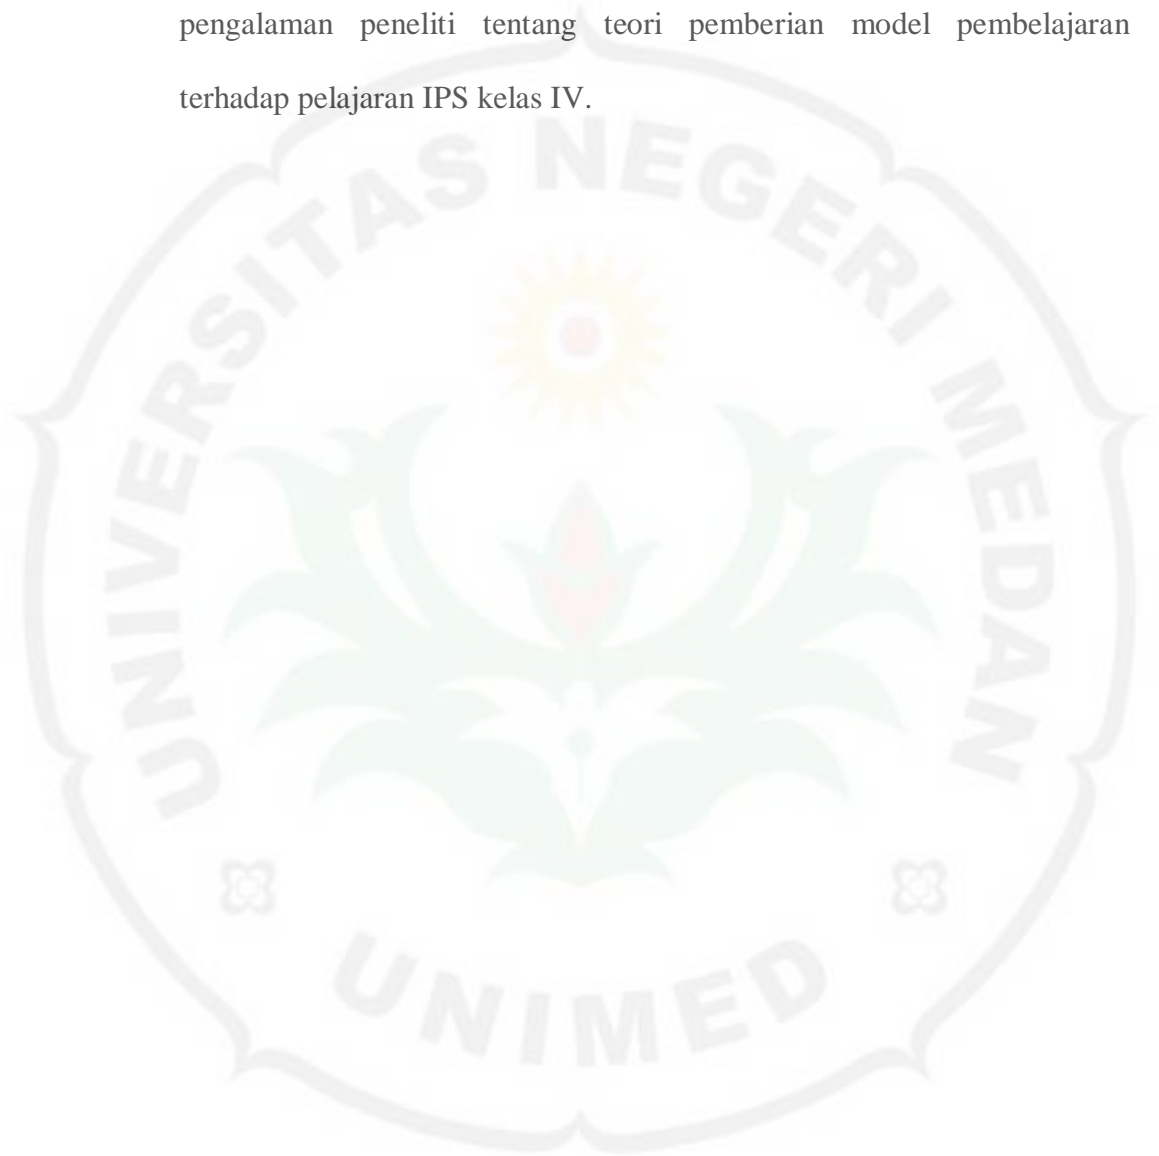 pengalaman peneliti tentang teori pemberian model pembelajaran
terhadap pelajaran IPS kelas IV.
UNIVERSITAS NEGERI MEDAN
UNIMED